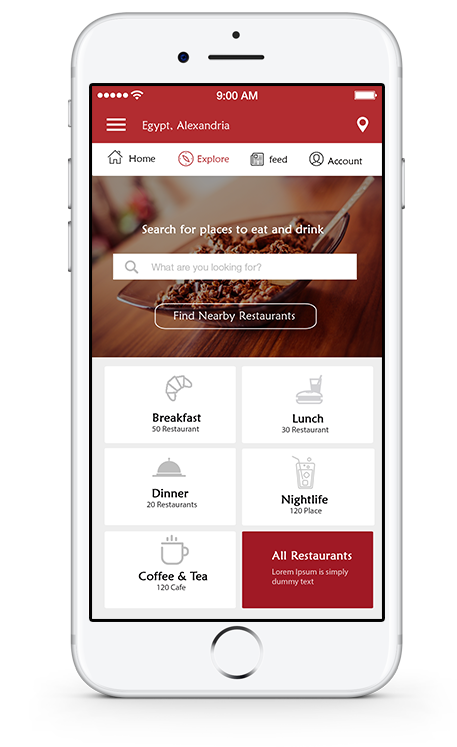 9:00 AM
Egypt, Alexandria
Home
Explore
feed
Account
Search for places to eat and drink
What are you looking for?
Find Nearby Restaurants
Breakfast
50 Restaurant
Lunch
30 Restaurant
Dinner
20 Restaurants
Nightlife
120 Place
Coffee & Tea
120 Cafe
All Restaurants
Lorem Ipsum is simply
dummy text